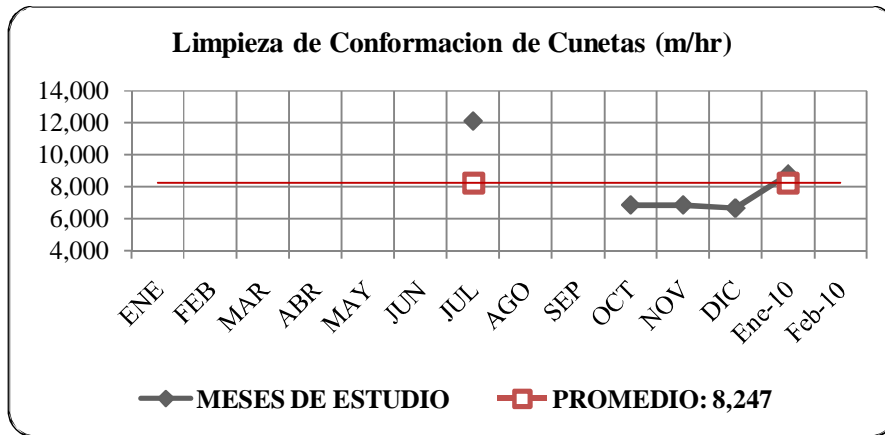 Limpieza de Conformacion de Cunetas (m/hr)
14,000
12,000
10,000
8,000
6,000
4,000
ENE FEB MAR ABR MAY JUN JUL AGO SEP OCT NOV DIC Ene-10 Feb-10
MESES DE ESTUDIO PROMEDIO: 8,247